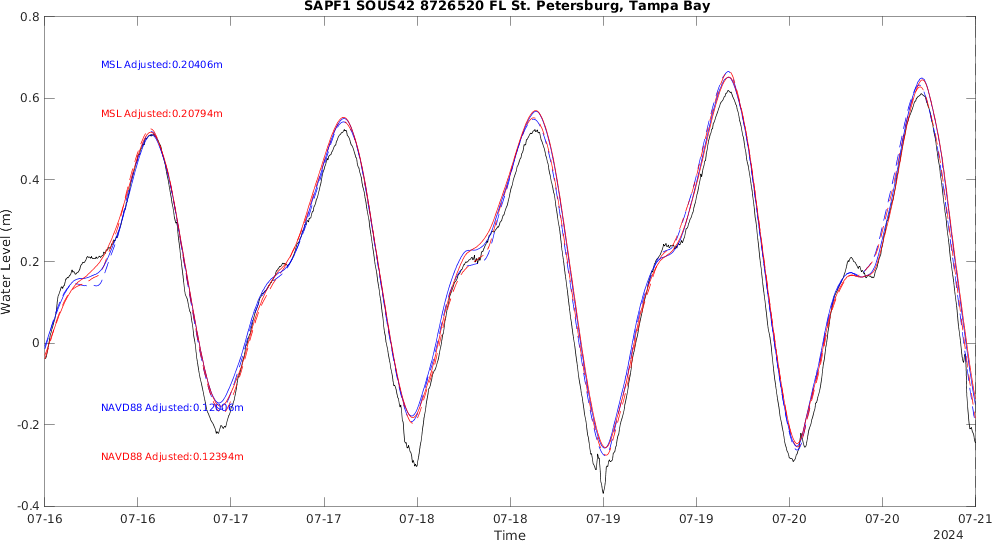 SAPF1 SOUS42 8726520 FL St. Petersburg, Tampa Bay
0.8
MSL Adjusted:0.20406m
0.6
MSL Adjusted:0.20794m
0.4
Water Level (m)
0.2
0
NAVD88 Adjusted:0.12006m
-0.2
NAVD88 Adjusted:0.12394m
-0.4
07-16 07-16 07-17 07-17 07-18 07-18 07-19 07-19 07-20 07-20 07-21
Time
2024